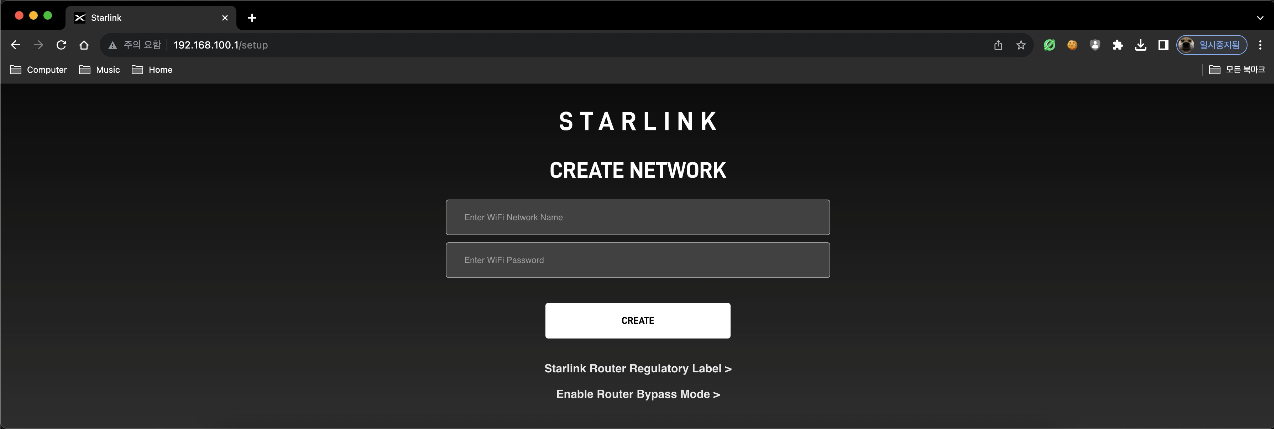 Starlink
주의 요함
192.168.100.1/setup
일시중지됨
Computer
Music
Home
모든 북마크
STARLINK
CREATE NETWORK
Enter WiFi Network Name
Enter WiFi Password
CREATE
Starlink Router Regulatory Label >
Enable Router Bypass Mode >